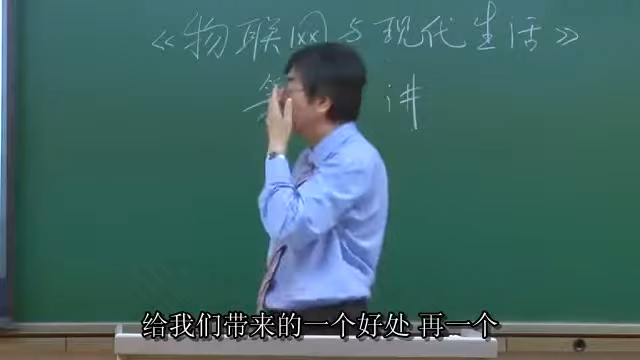 《物联网与现代生活》
第 讲
给我们带来的一个好处 再一个